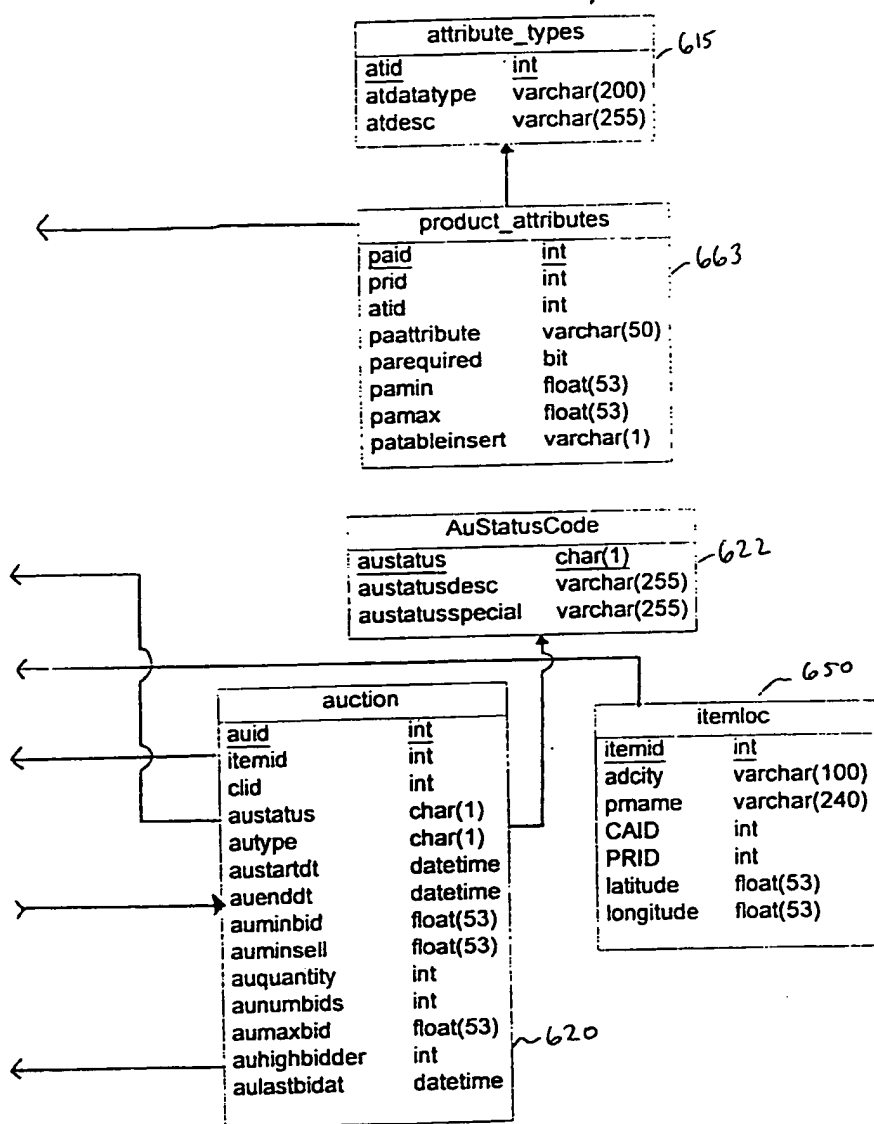 attribute_types
615
atid int
atdatatype varchar(200)
atdesc varchar(255)
product_attributes
663
paid int
prid int
atid int
paattribute varchar(50)
parequired bit
pamin float(53)
pamax float(53)
patableinsert varchar(1)
AuStatusCode
622
austatus char(1)
austatusdesc varchar(255)
austatusspecial varchar(255)
650
auction
auid int
itemid int
clid int
austatus char(1)
autype char(1)
austartdt datetime
auenddt datetime
auminbid float(53)
auminsell float(53)
auquantity int
aunumbids int
aumaxbid float(53)
auhighbidder int
aulastbidat datetime
620
itemloc
itemid int
adcity varchar(100)
prname varchar(240)
CAID int
PRID int
latitude float(53)
longitude float(53)